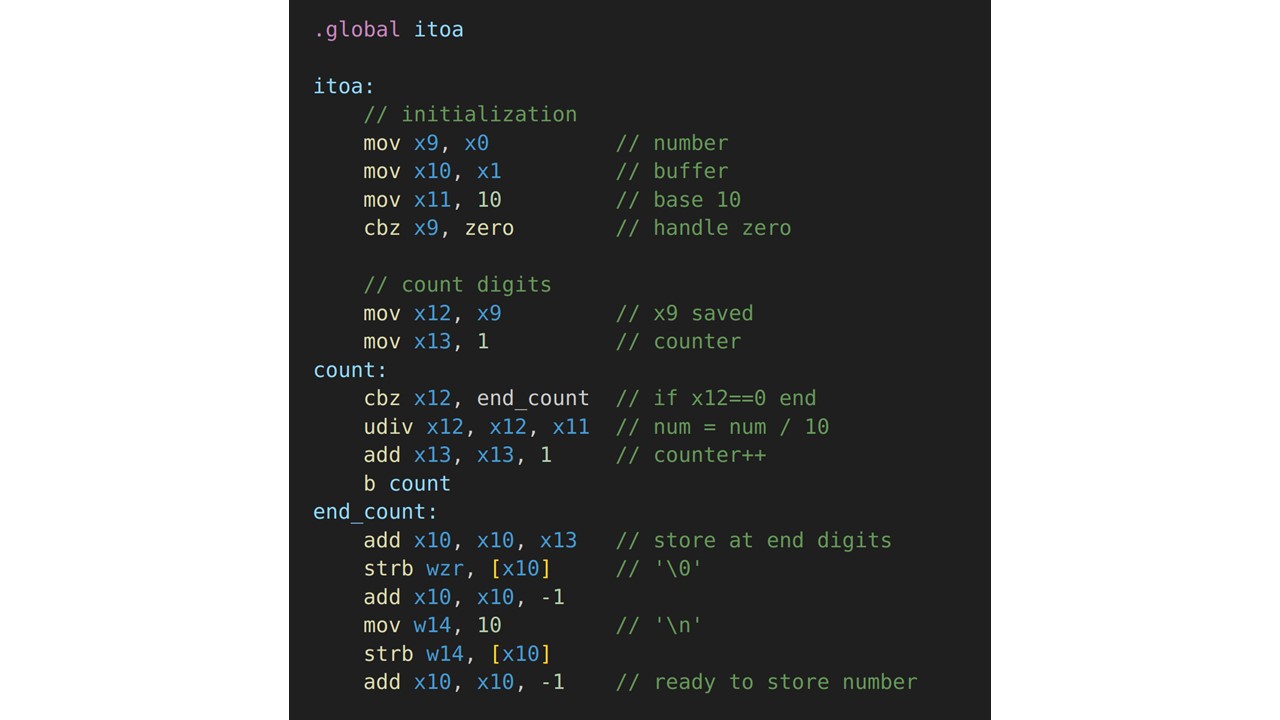 .global itoa
itoa:
// initialization
mov x9, x0 // number
mov x10, x1 // buffer
mov x11, 10 // base 10
cbz x9, zero // handle zero
// count digits
mov x12, x9 // x9 saved
mov x13, 1 // counter
count:
cbz x12, end_count // if x12==0 end
udiv x12, x12, x11 // num = num / 10
add x13, x13, 1 // counter++
b count
end_count:
add x10, x10, x13 // store at end digits
strb wzr, [x10] // '\0'
add x10, x10, -1
mov w14, 10 // '\n'
strb w14, [x10]
add x10, x10, -1 // ready to store number